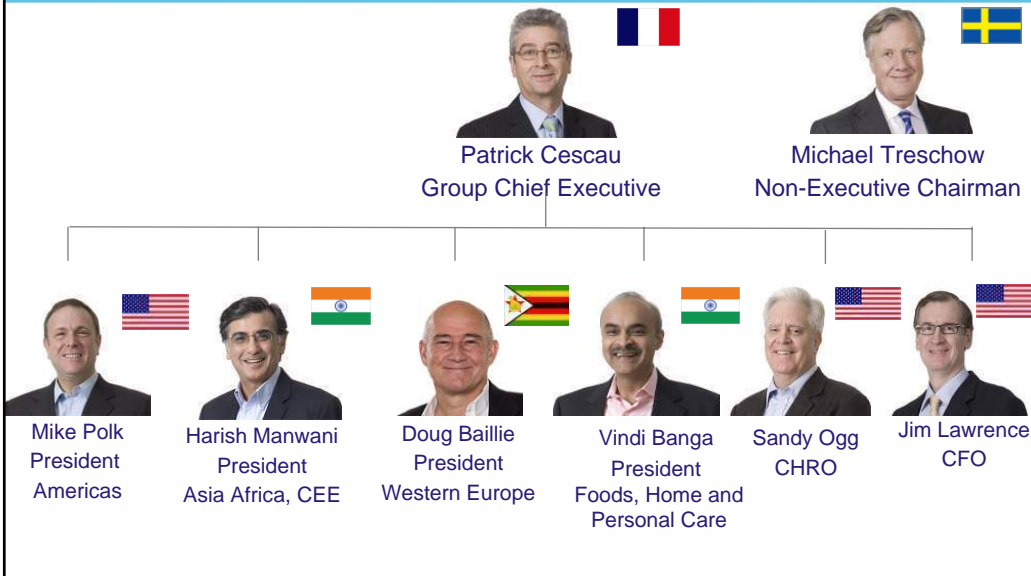 Patrick Cescau
Group Chief Executive
Michael Treschow
Non-Executive Chairman
Mike Polk
President
Americas
Harish Manwani
President
Asia Africa, CEE
Doug Baillie
President
Western Europe
Vindi Banga
President
Foods, Home and
Personal Care
Sandy Ogg
CHRO
Jim Lawrence
CFO